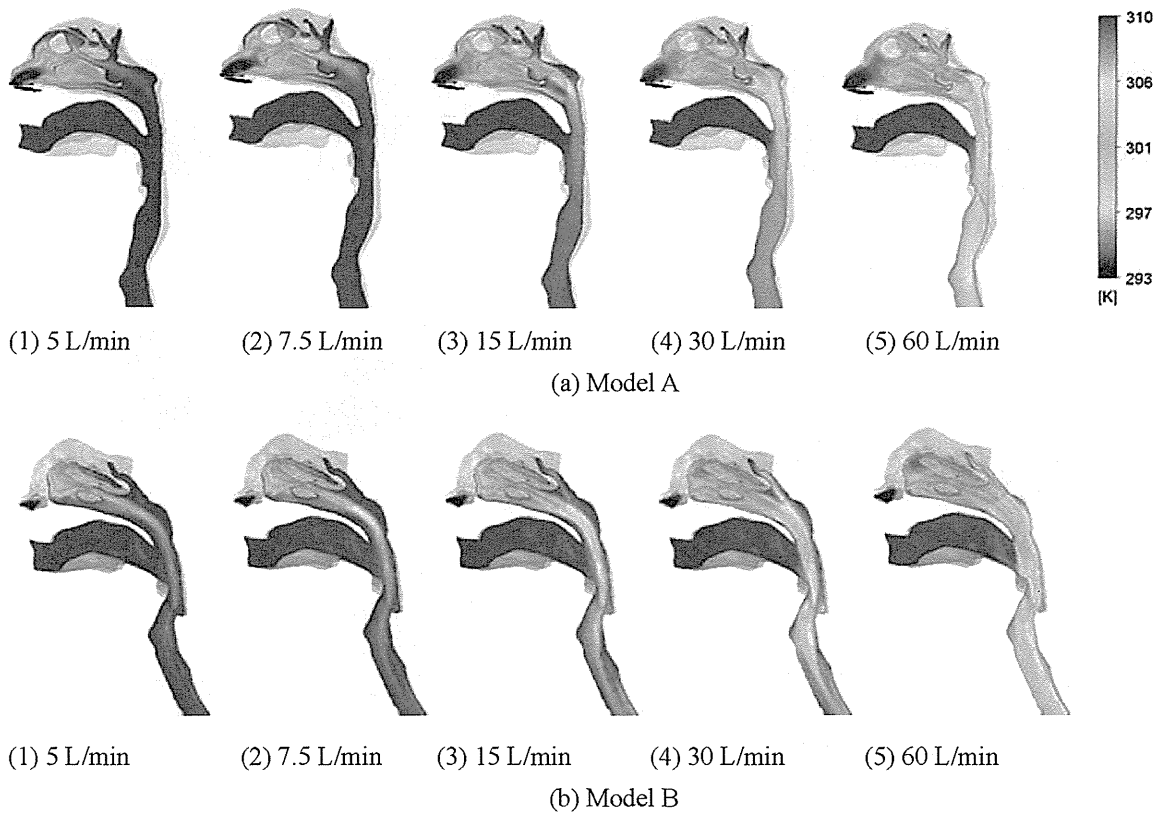 310
306
301
297
293
[K]
(1) 5 L/min (2) 7.5 L/min (3) 15 L/min (4) 30 L/min (5) 60 L/min
(a) Model A
(1) 5 L/min (2) 7.5 L/min (3) 15 L/min (4) 30 L/min (5) 60 L/min
(b) Model B